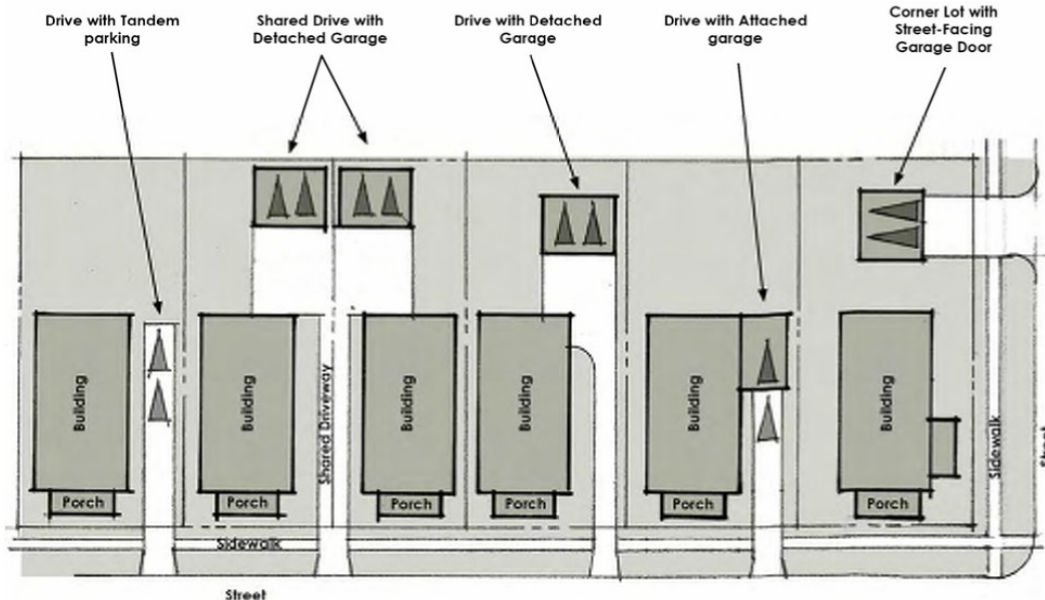 Drive with Tandem
parking
Shared Drive with
Detached Garage
Drive with Detached
Garage
Drive with Attached
garage
Corner Lot with
Street-Facing
Garage Door
Building
Building
Shared Driveway
Building
Building
Building
Building
Sidewalk
Street
Porch
Porch
Porch
Porch
Porch
Porch
Sidewalk
Street